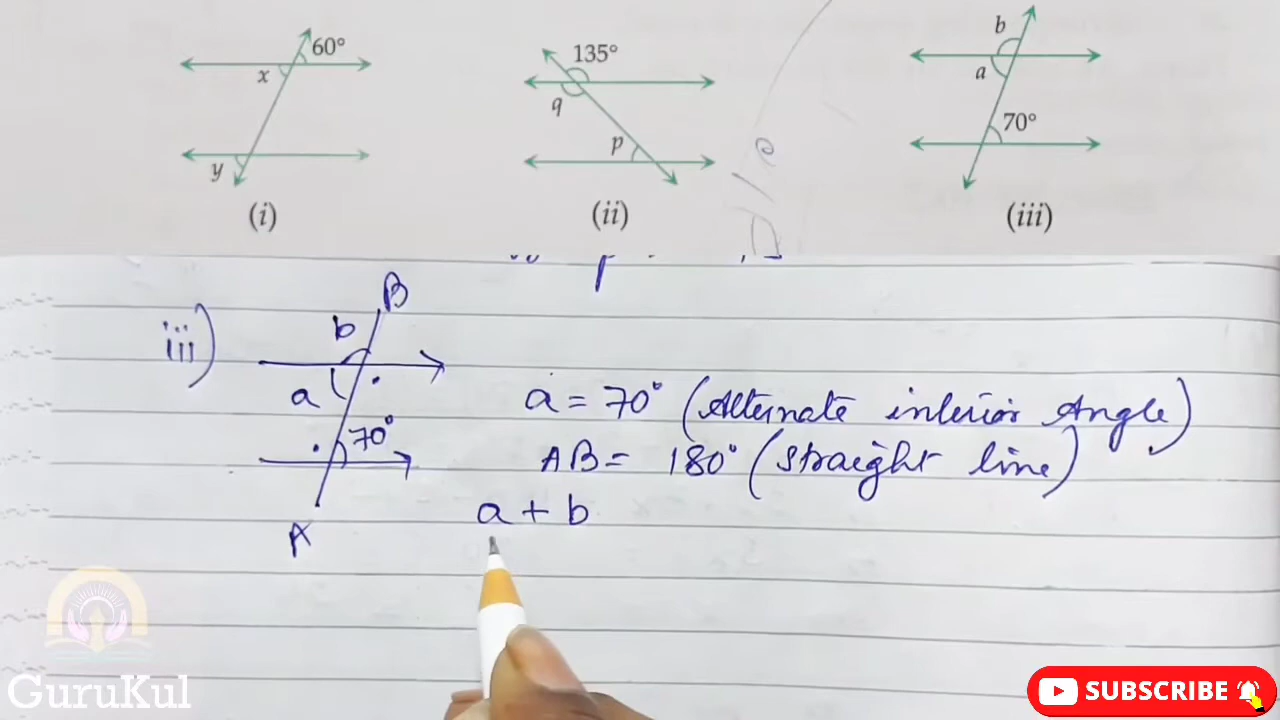 60°
x
y
(i)
135°
q
p
(ii)
b
a
70°
(iii)
iii)
B
b
a
70°
A
a = 70° (Alternate interior Angle)
AB = 180° (straight line)
a + b
GuruKul
SUBSCRIBE